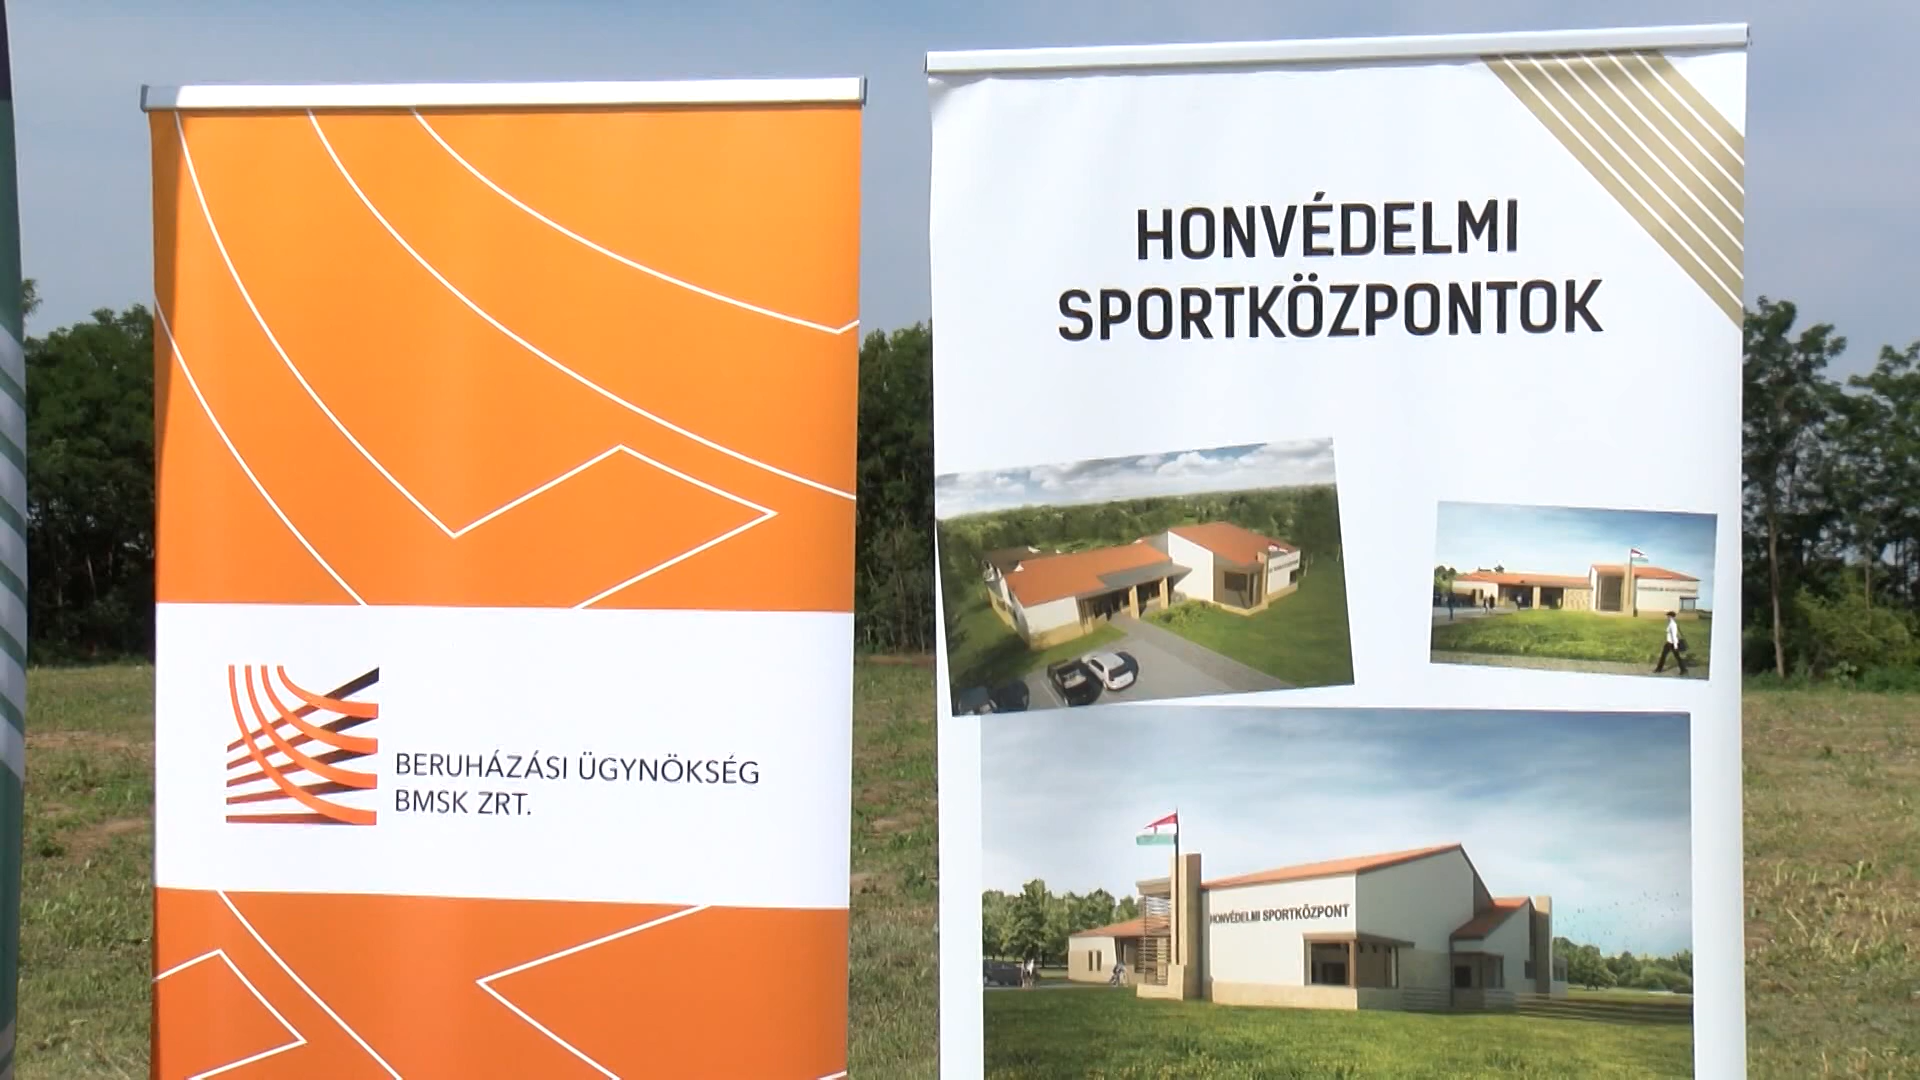 BERUHÁZÁSI ÜGYNÖKSÉG
BMSK ZRT.
HONVÉDELMI
SPORTKÖZPONTOK
HONVÉDELMI SPORTKÖZPONT